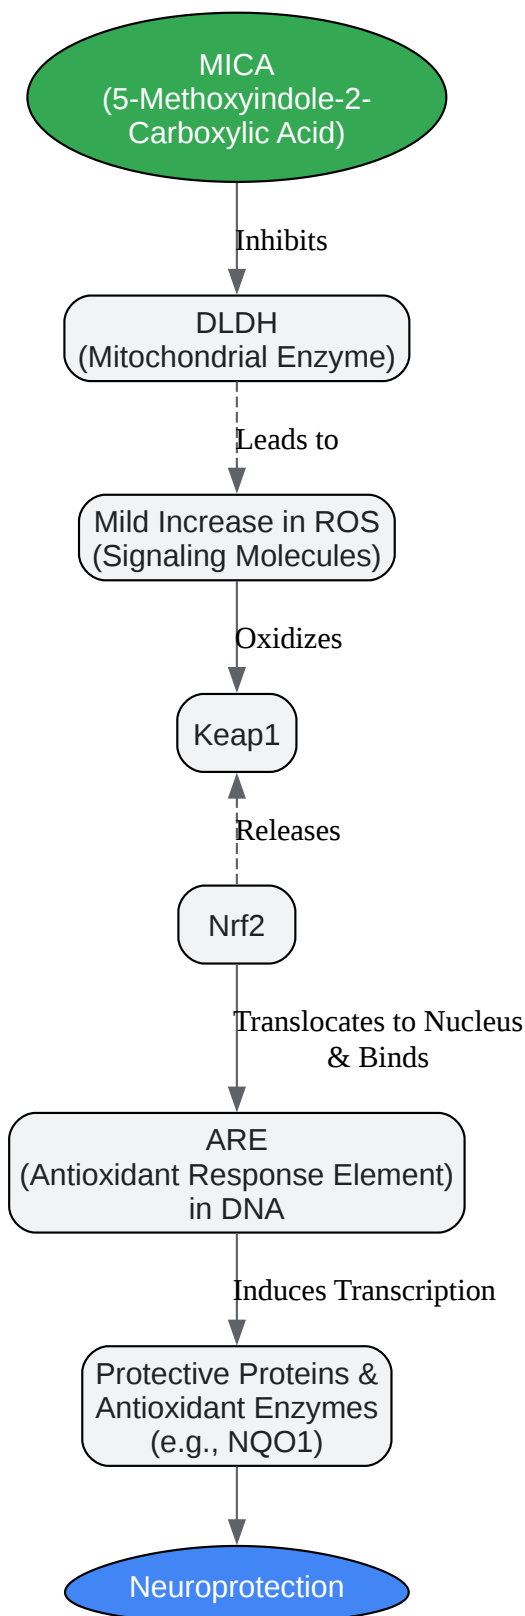 MICA
(5-Methoxyindole-2-
Carboxylic Acid)
Inhibits
DLDH
(Mitochondrial Enzyme)
Leads to
Mild Increase in ROS
(Signaling Molecules)
Oxidizes
Keap1
Releases
Nrf2
Translocates to Nucleus
& Binds
ARE
(Antioxidant Response Element)
in DNA
Induces Transcription
Protective Proteins &
Antioxidant Enzymes
(e.g., NQO1)
Neuroprotection